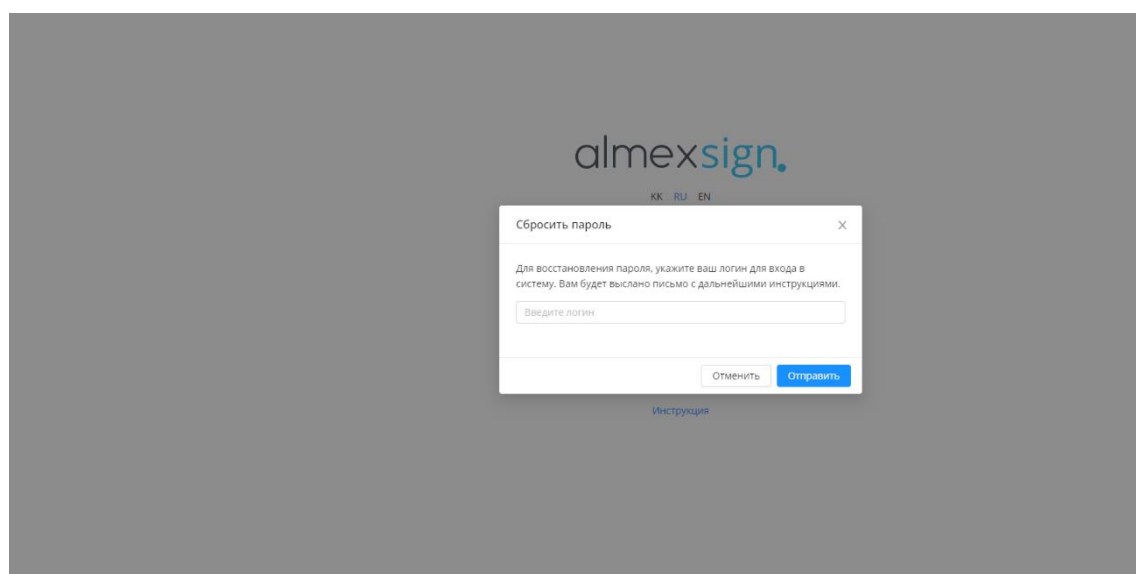 almexsign.
KK RU EN
Сбросить пароль
Для восстановления пароля, укажите ваш логин для входа в
систему. Вам будет выслано письмо с дальнейшими инструкциями.
Введите логин
Отменить Отправить
Инструкция